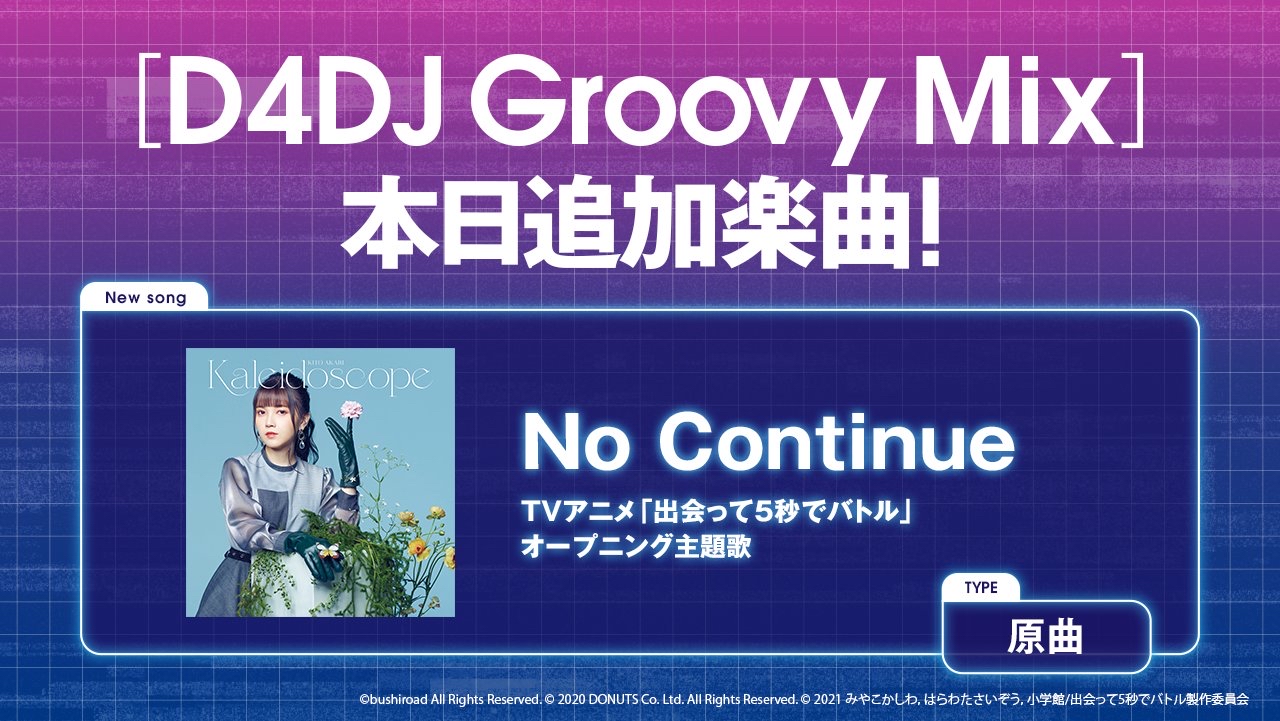 [D4DJ Groovy Mix]
本日追加楽曲!
New song
KITO AKARI
Kaleidoscope
No Continue
TVアニメ「出会って5秒でバトル」
オープニング主題歌
TYPE
原曲
©bushiroad All Rights Reserved. © 2020 DONUTS Co. Ltd. All Rights Reserved. © 2021 みやこかしわ, はらわたさいぞう, 小学館/出会って5秒でバトル製作委員会